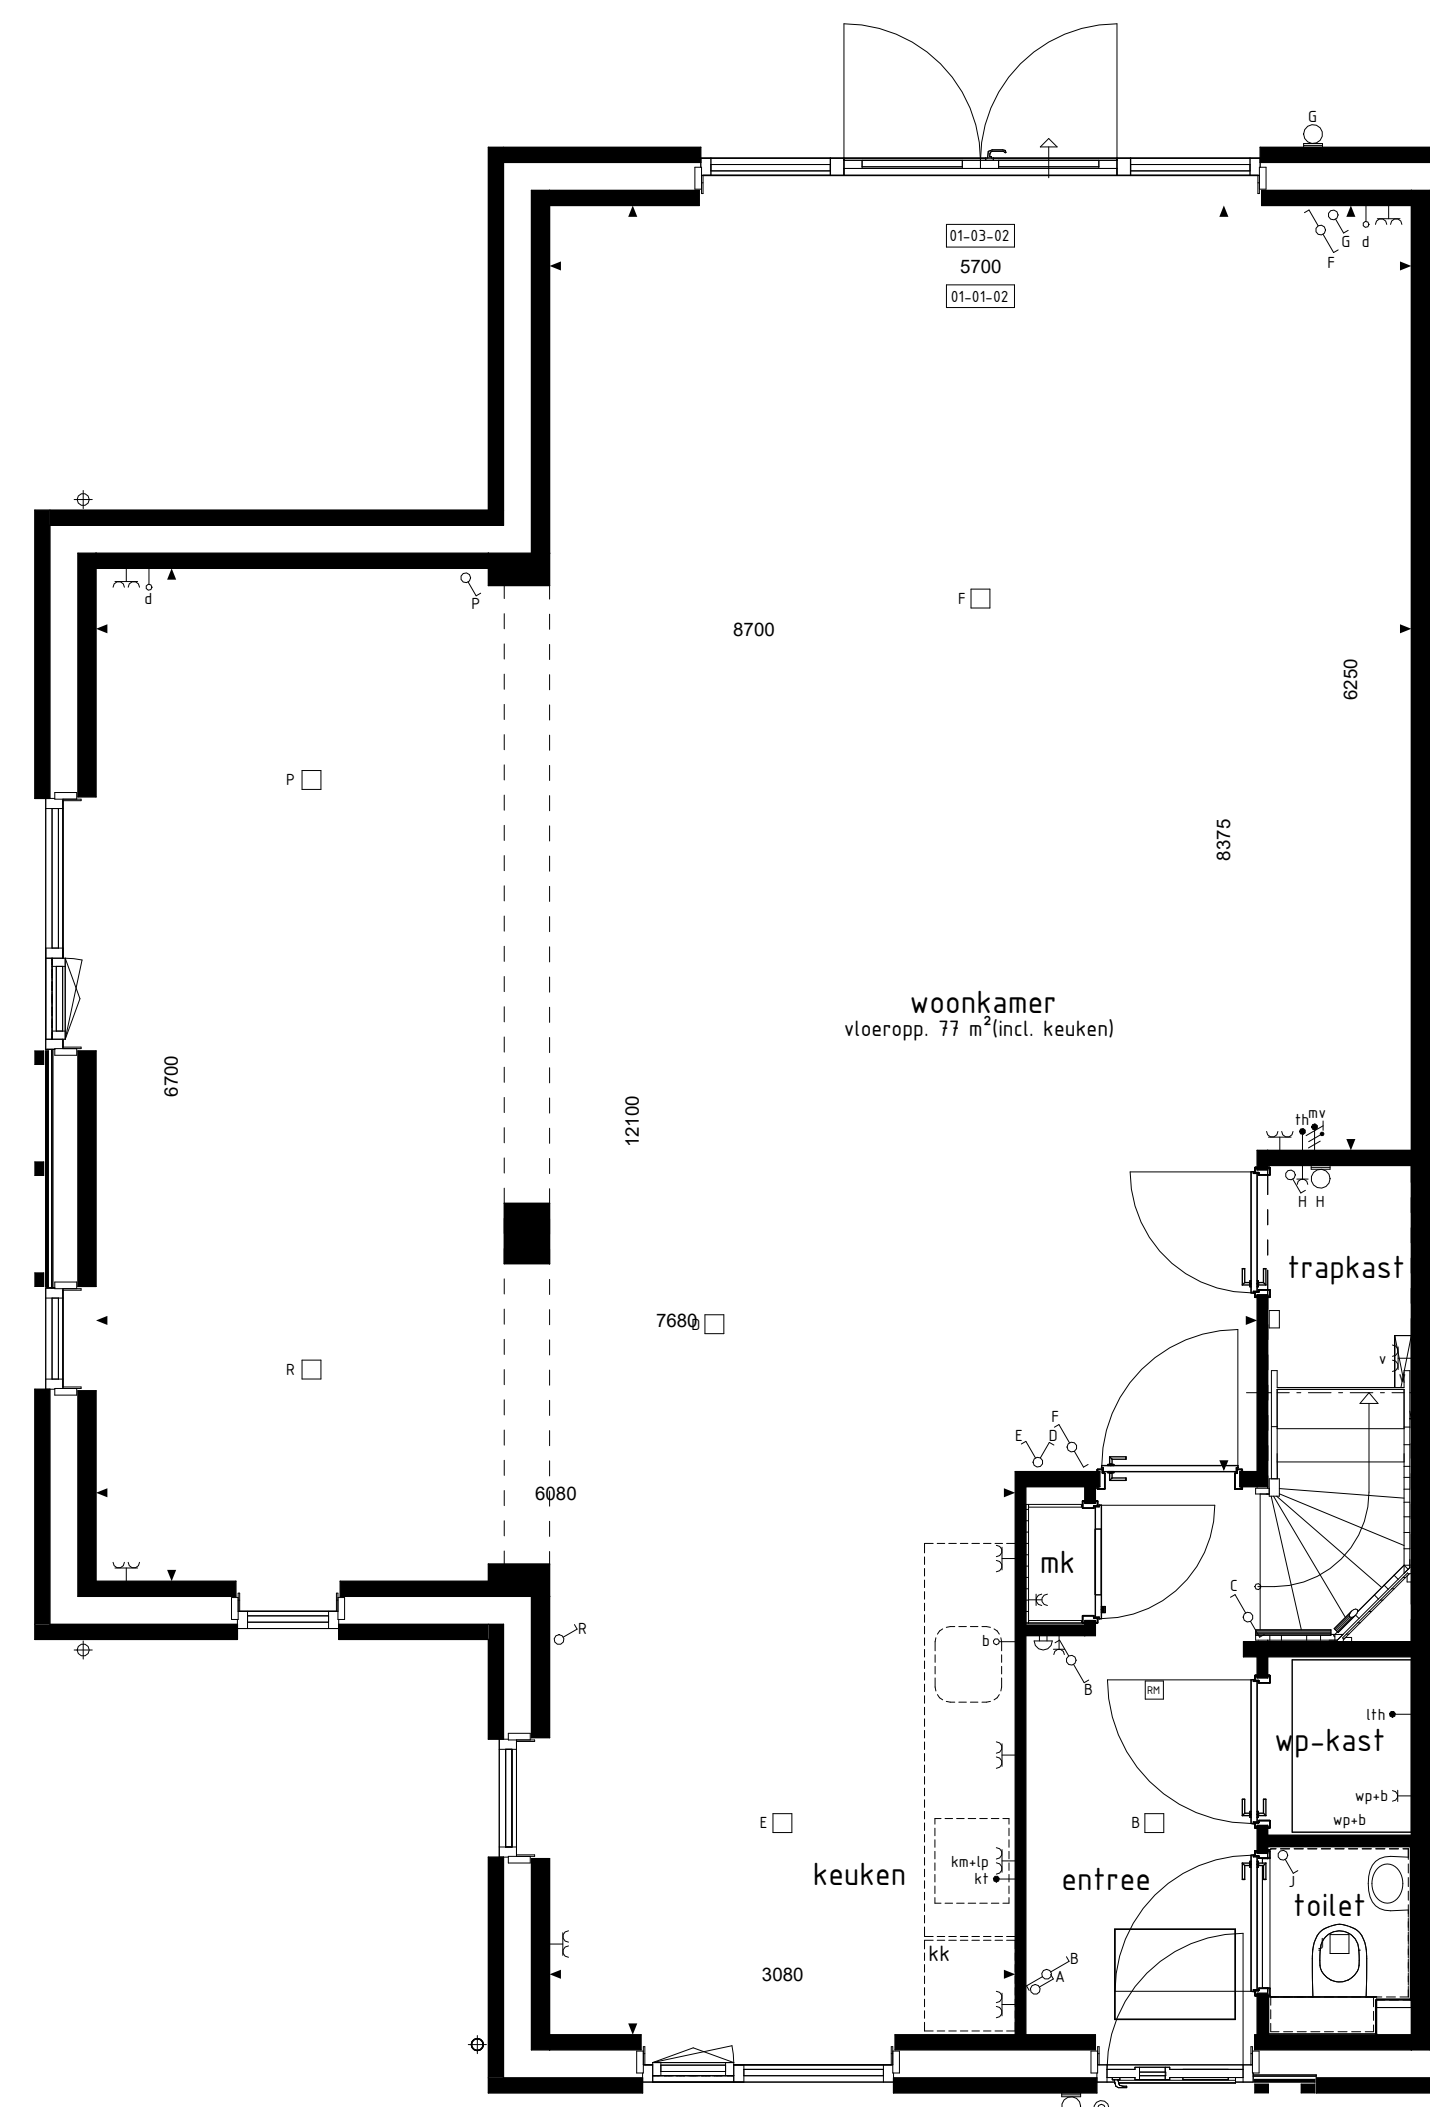 G
01-03-02
G d
F
5700
01-01-02
d
P
F
8700
6250
P
8375
woonkamer
vloeropp. 77 m²(incl. keuken)
6700
12100
th mv
H H
trapkast
7680
D
v
R
F
E D
6080
mk
C
R
b
B
RM
lth
wp-kast
wp+b
wp+b
E
B
km+lp
kt
keuken
entree
J
toilet
kk
B
A
3080